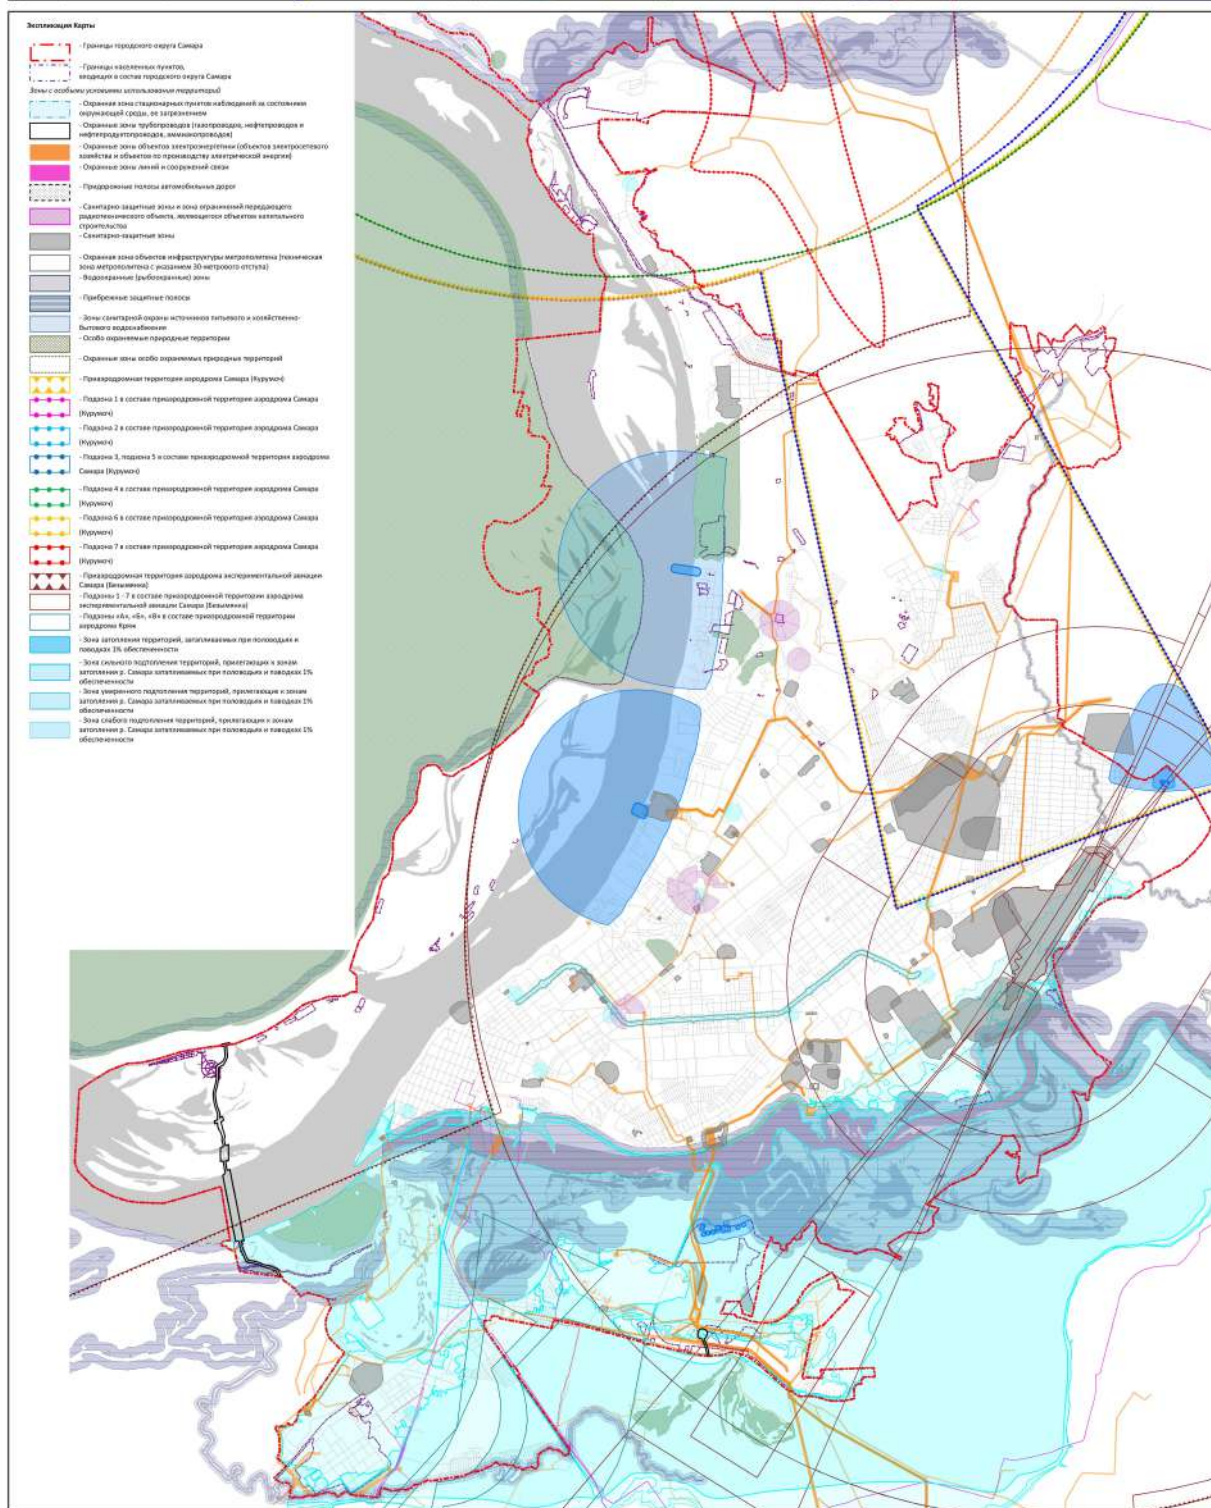 Экспликация Карты
- Границы городского округа Самара
- Границы населенных пунктов,
входящих в состав городского округа Самара
Зоны с особыми условиями использования территорий
- Охранная зона стационарных пунктов наблюдений за состоянием
окружающей среды, ее загрязнением
- Охранные зоны трубопроводов (газопроводов, нефтепроводов и
нефтепродуктопроводов, аммиакопроводов)
- Охранные зоны объектов электроэнергетики (объектов электросетевого
хозяйства и объектов по производству электрической энергии)
- Охранные зоны линий и сооружений связи
- Придорожные полосы автомобильных дорог
- Санитарно-защитные зоны и зона ограничений передающего
радиотехнического объекта, являющегося объектом капитального
строительства
- Санитарно-защитные зоны
- Охранная зона объектов инфраструктуры метрополитена (техническая
зона метрополитена с указанием 30-метрового отступа)
- Водоохранные (рыбоохранные) зоны
- Прибрежные защитные полосы
- Зоны санитарной охраны источников питьевого и хозяйственно-
бытового водоснабжения
- Особо охраняемые природные территории
- Охранные зоны особо охраняемых природных территорий
- Приаэродромная территория аэродрома Самара (Курумоч)
- Подзона 1 в составе приаэродромной территория аэродрома Самара
(Курумоч)
- Подзона 2 в составе приаэродромной территория аэродрома Самара
(Курумоч)
- Подзона 3, подзона 5 в составе приаэродромной территория аэродрома
Самара (Курумоч)
- Подзона 4 в составе приаэродромной территория аэродрома Самара
(Курумоч)
- Подзона 6 в составе приаэродромной территория аэродрома Самара
(Курумоч)
- Подзона 7 в составе приаэродромной территория аэродрома Самара
(Курумоч)
- Приаэродромная территория аэродрома экспериментальной авиации
Самара (Безымянка)
- Подзоны 1 - 7 в составе приаэродромной территории аэродрома
экспериментальной авиации Самара (Безымянка)
- Подзоны «А», «Б», «В» в составе приаэродромной территории
аэродрома Кряж
- Зона затопления территорий, затапливаемых при половодьях и
паводках 1% обеспеченности
- Зона сильного подтопления территорий, прилегающих к зонам
затопления р. Самара затапливаемых при половодьях и паводках 1%
обеспеченности
- Зона умеренного подтопления территорий, прилегающих к зонам
затопления р. Самара затапливаемых при половодьях и паводках 1%
обеспеченности
- Зона слабого подтопления территорий, прилегающих к зонам
затопления р. Самара затапливаемых при половодьях и паводках 1%
обеспеченности